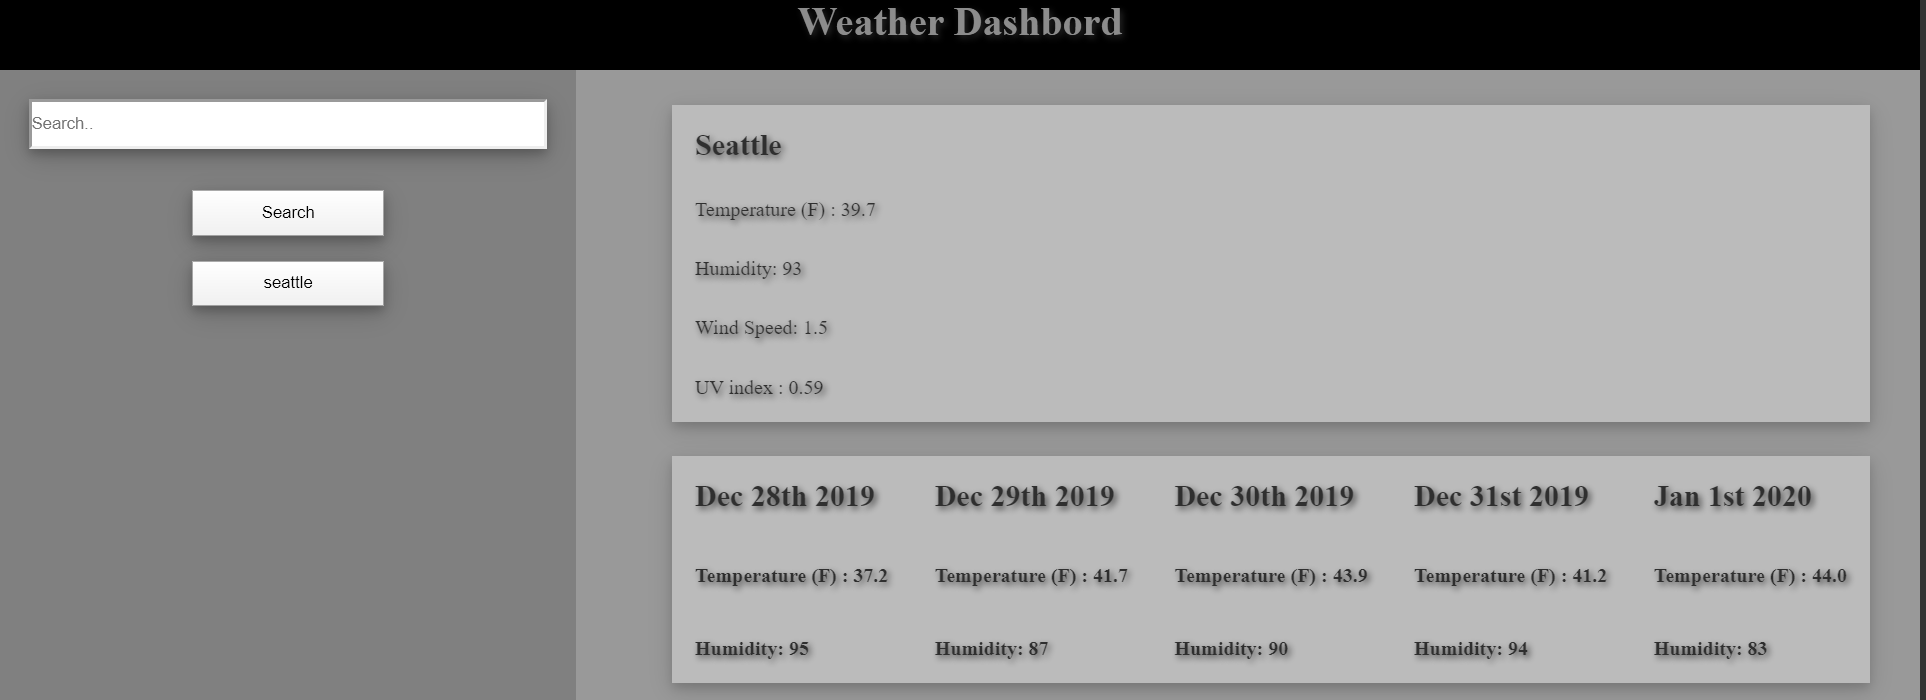 Weather Dashbord
Search..
Search
seattle
Seattle
Temperature (F) : 39.7
Humidity: 93
Wind Speed: 1.5
UV index : 0.59
Dec 28th 2019 Dec 29th 2019 Dec 30th 2019 Dec 31st 2019 Jan 1st 2020
Temperature (F) : 37.2 Temperature (F) : 41.7 Temperature (F) : 43.9 Temperature (F) : 41.2 Temperature (F) : 44.0
Humidity: 95 Humidity: 87 Humidity: 90 Humidity: 94 Humidity: 83